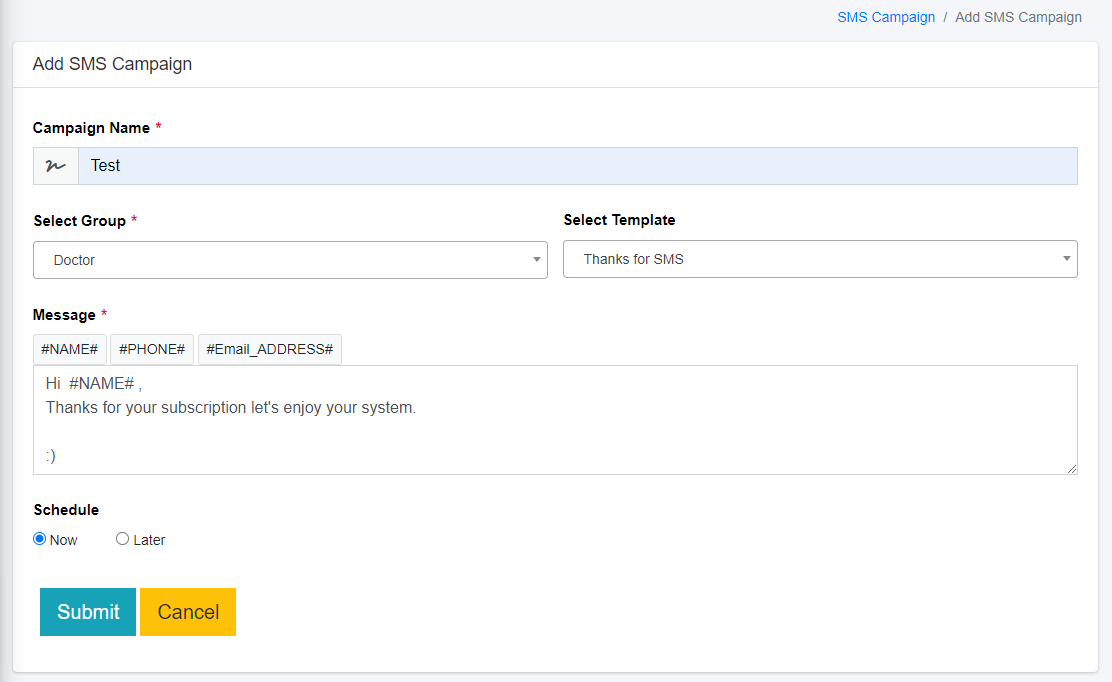 SMS Campaign / Add SMS Campaign
Add SMS Campaign
Campaign Name *
Test
Select Group * Select Template
Doctor Thanks for SMS
Message *
#NAME# #PHONE# #Email_ADDRESS#
Hi  #NAME# ,
Thanks for your subscription let's enjoy your system.
:)
Schedule
Now Later
Submit Cancel